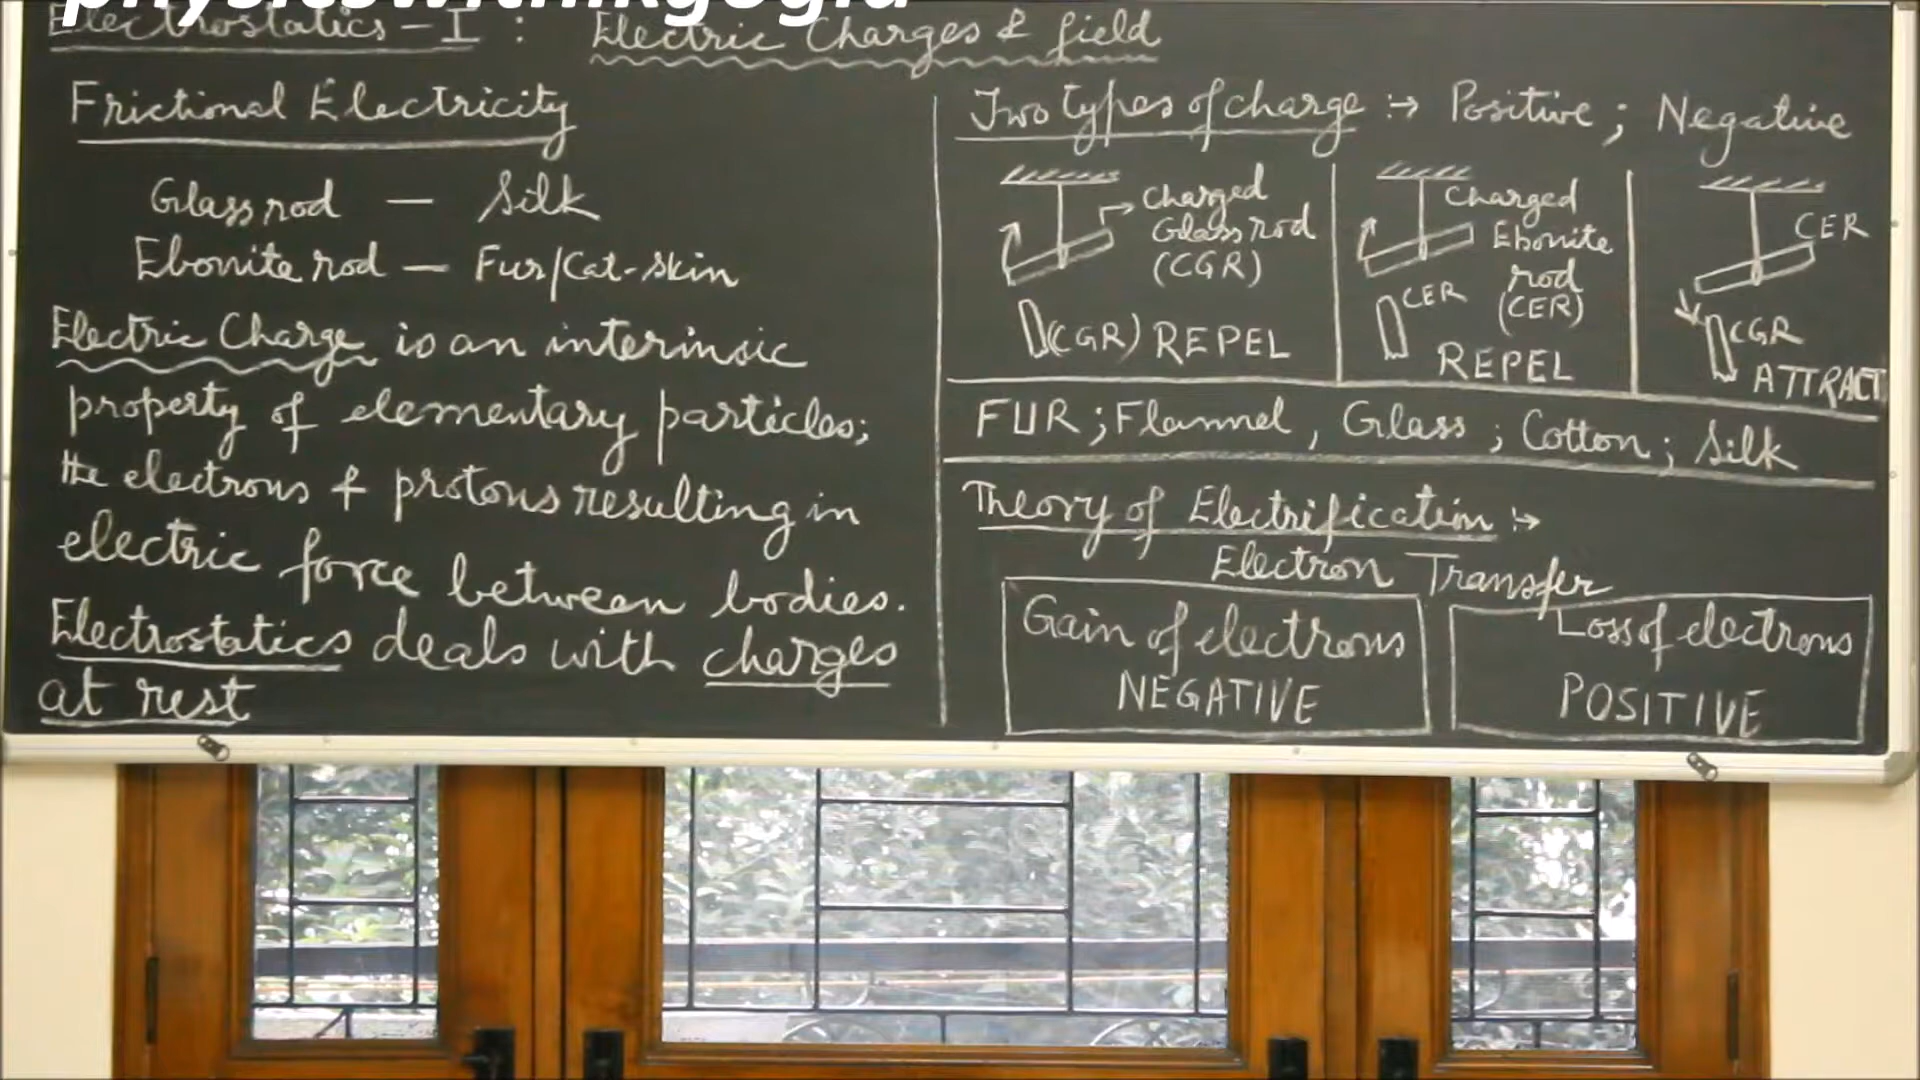 physicswithkgogia
Electrostatics - I : Electric Charges & field
Frictional Electricity
Glass rod — Silk
Ebonite rod — Fur/Cat-skin
Electric Charge is an interinsic
property of elementary particles;
the electrons & protons resulting in
electric force between bodies.
Electrostatics deals with charges
at rest
Two types of charge :→ Positive ; Negative
Charged
Glass rod
(CGR)
(CGR) REPEL
Charged
Ebonite
rod
(CER)
CER
REPEL
CER
CGR
ATTRACT
FUR ; Flannel , Glass ; Cotton ; Silk
Theory of Electrification :→
Electron Transfer
Gain of electrons
NEGATIVE
Loss of electrons
POSITIVE